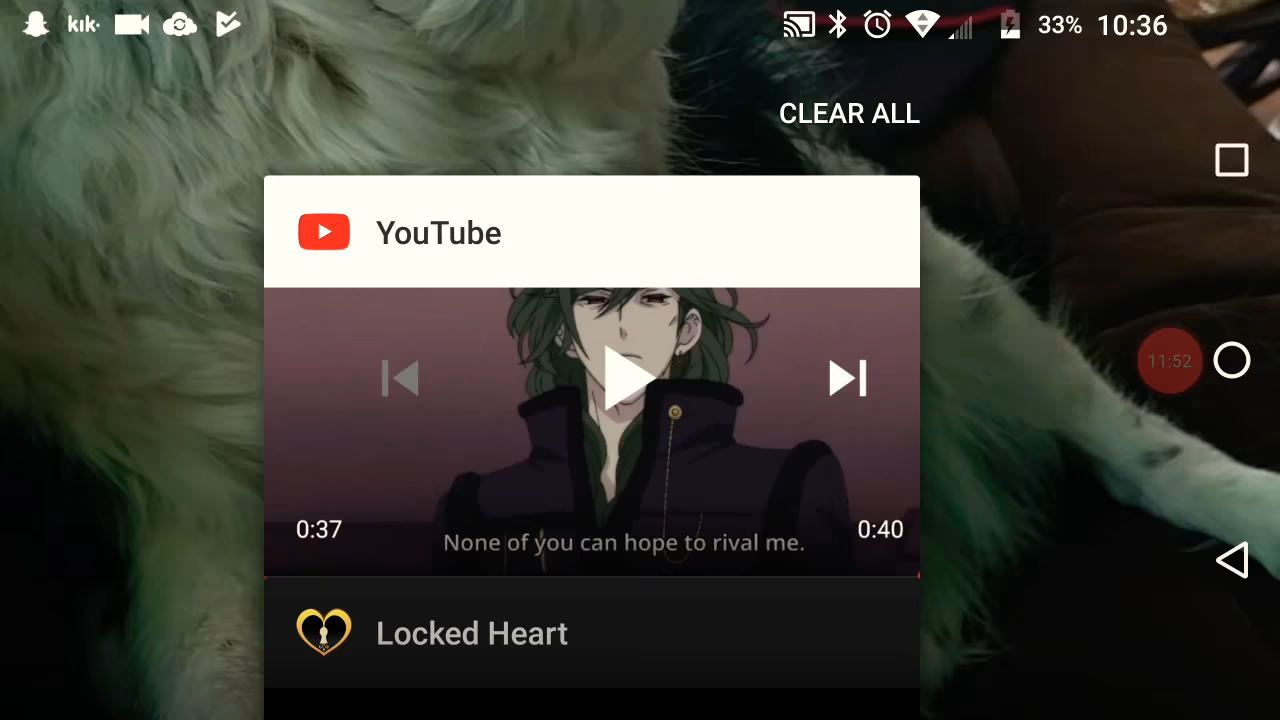 kik·
33% 10:36
CLEAR ALL
YouTube
11:52
0:37
0:40
None of you can hope to rival me.
Locked Heart